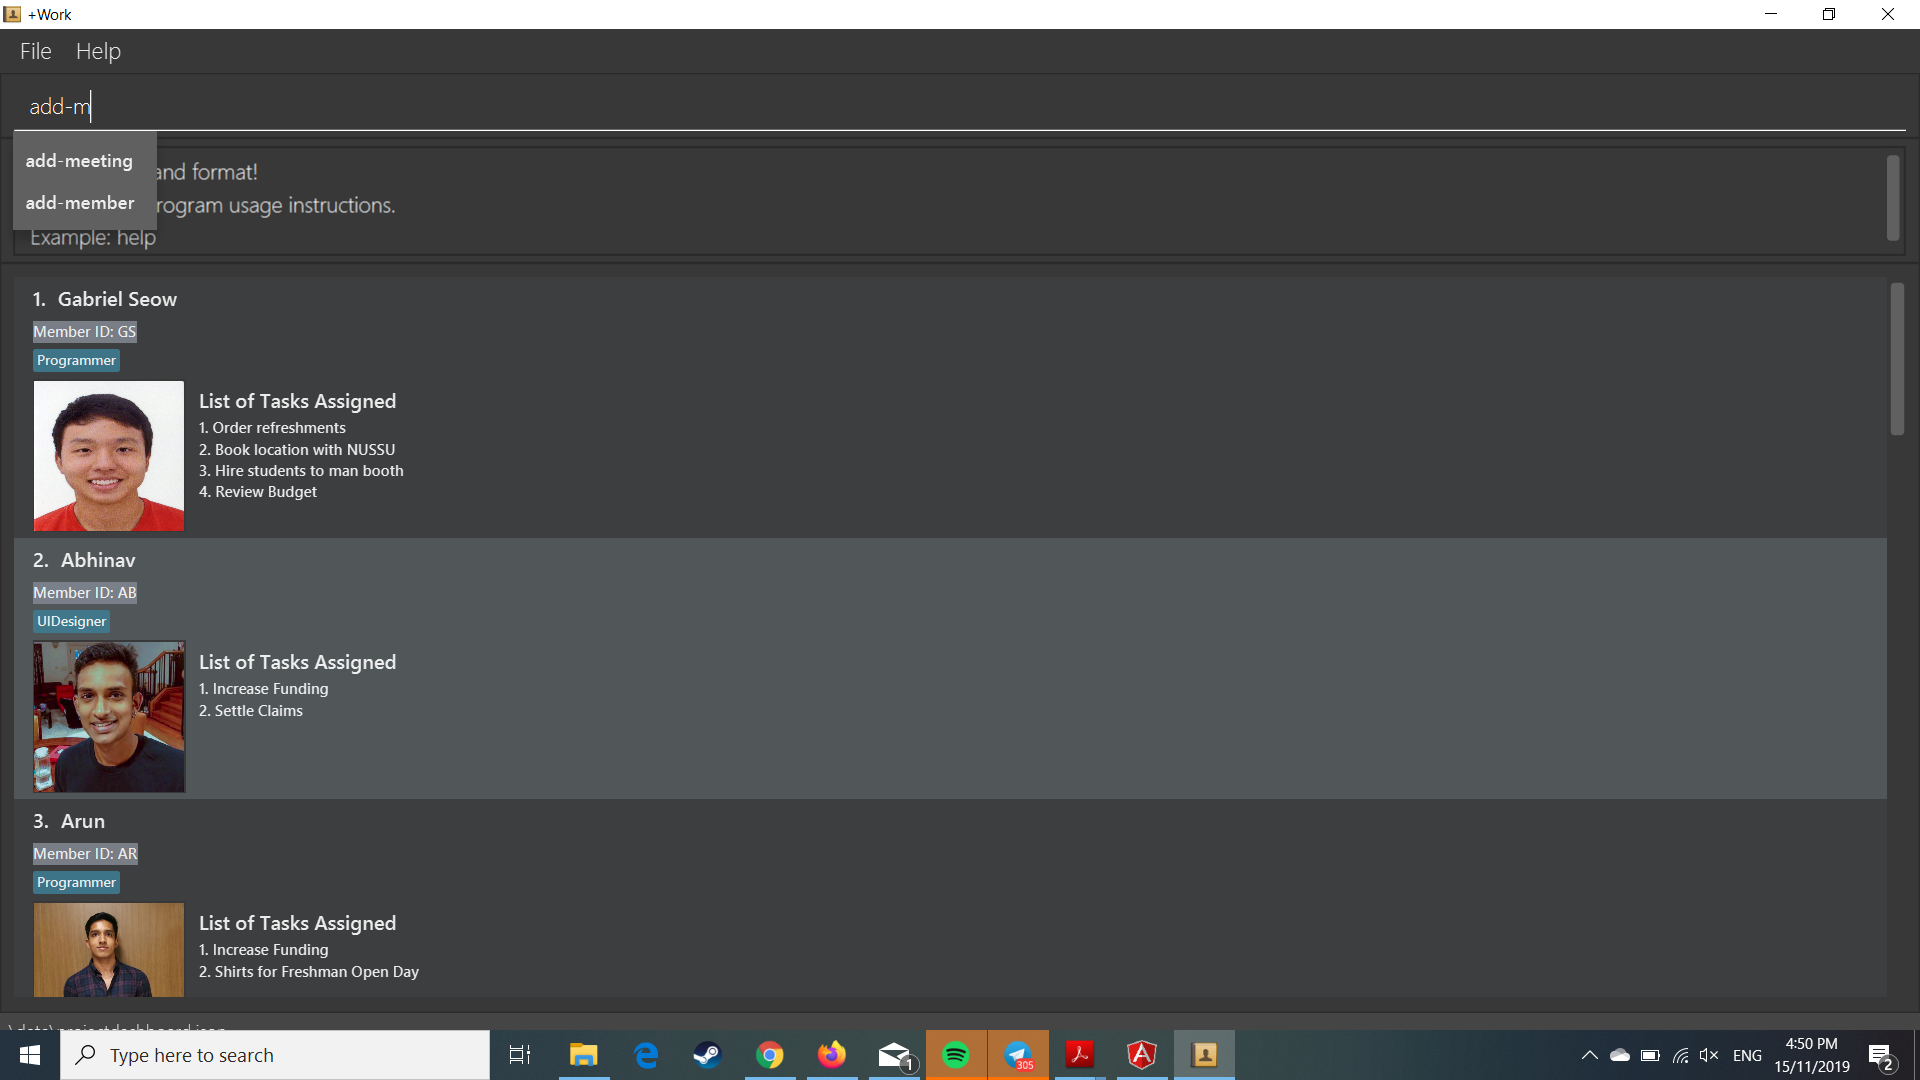 +Work
File Help
add-m
add-meeting
and format!
add-member
rogram usage instructions.
Example: help
1. Gabriel Seow
Member ID: GS
Programmer
List of Tasks Assigned
1. Order refreshments
2. Book location with NUSSU
3. Hire students to man booth
4. Review Budget
2. Abhinav
Member ID: AB
UIDesigner
List of Tasks Assigned
1. Increase Funding
2. Settle Claims
3. Arun
Member ID: AR
Programmer
List of Tasks Assigned
1. Increase Funding
2. Shirts for Freshman Open Day
Type here to search
1
305
ENG
4:50 PM
15/11/2019
2